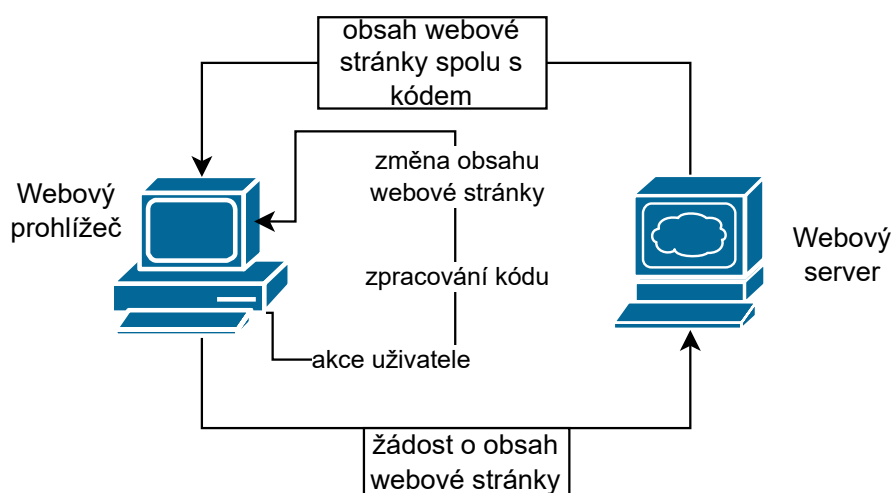 obsah webové
stránky spolu s
kódem
změna obsahu
webové stránky
Webový
prohlížeč
Webový
server
zpracování kódu
akce uživatele
žádost o obsah
webové stránky